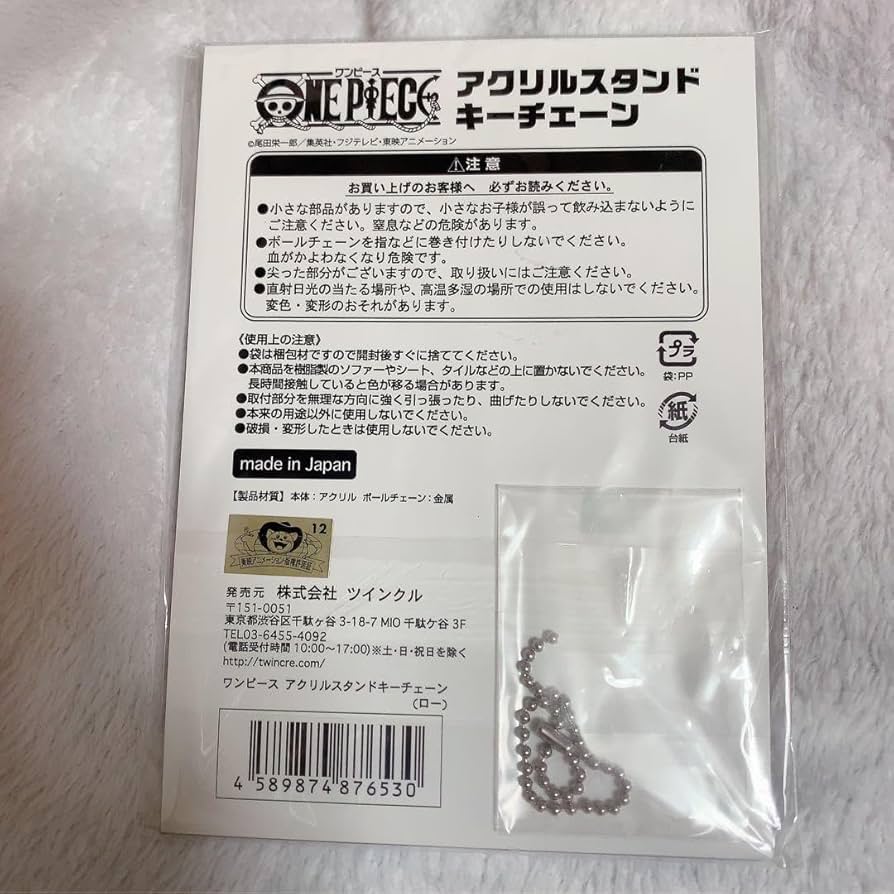 ワンピース
ONE PIECE
アクリルスタンド
キーチェーン
©尾田栄一郎／集英社・フジテレビ・東映アニメーション
⚠注意
お買い上げのお客様へ　必ずお読みください。
●小さな部品がありますので、小さなお子様が誤って飲み込まないように
ご注意ください。窒息などの危険があります。
●ボールチェーンを指などに巻き付けたりしないでください。
血がかよわなくなり危険です。
●尖った部分がございますので、取り扱いにはご注意ください。
●直射日光の当たる場所や、高温多湿の場所での使用はしないでください。
変色・変形のおそれがあります。
〈使用上の注意〉
●袋は梱包材ですので開封後すぐに捨ててください。
●本商品を樹脂製のソファーやシート、タイルなどの上に置かないでください。
長時間接触していると色が移る場合があります。
●取付部分を無理な方向に強く引っ張ったり、曲げたりしないでください。
●本来の用途以外に使用しないでください。
●破損・変形したときは使用しないでください。
プラ
袋:PP
紙
台紙
made in Japan
【製品材質】本体：アクリル ボールチェーン：金属
12
東映アニメーション版権許諾証
発売元　株式会社 ツインクル
〒151-0051
東京都渋谷区千駄ヶ谷 3-18-7 MIO 千駄ケ谷 3F
TEL03-6455-4092
(電話受付時間 10:00～17:00)※土・日・祝日を除く
http://twincre.com/
ワンピース アクリルスタンドキーチェーン
(ロー)
4 589874 876530